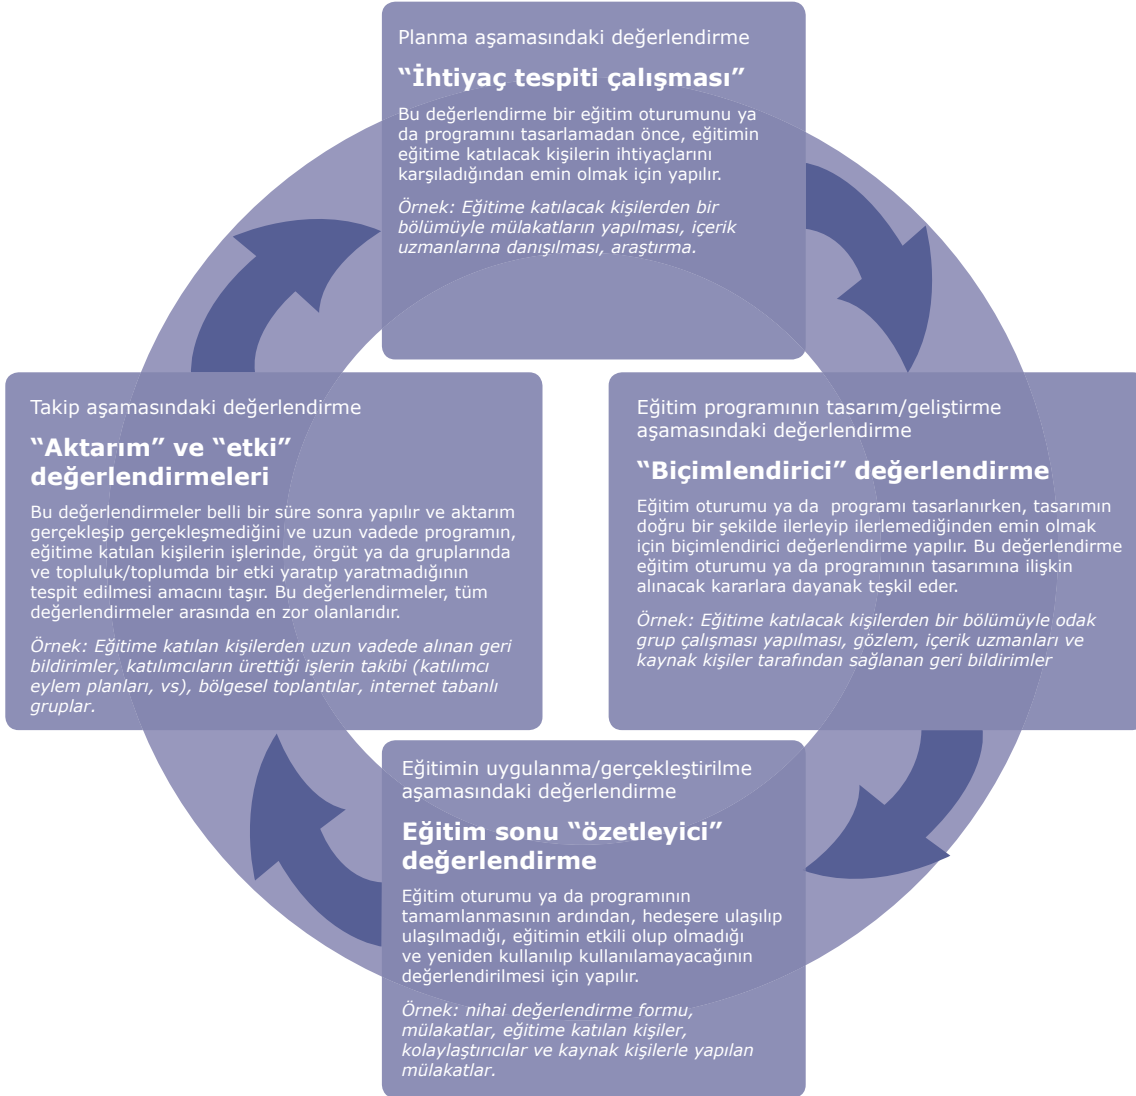 Planma aşamasındaki değerlendirme
“İhtiyaç tespiti çalışması”
Bu değerlendirme bir eğitim oturumunu ya
da programını tasarlamadan önce, eğitimin
eğitime katılacak kişilerin ihtiyaçlarını
karşıladığından emin olmak için yapılır.
Örnek: Eğitime katılacak kişilerden bir
bölümüyle mülakatların yapılması, içerik
uzmanlarına danışılması, araştırma.
Eğitim programının tasarım/geliştirme
aşamasındaki değerlendirme
“Biçimlendirici” değerlendirme
Eğitim oturumu ya da programı tasarlanırken, tasarımın
doğru bir şekilde ilerleyip ilerlemediğinden emin olmak
için biçimlendirici değerlendirme yapılır. Bu değerlendirme
eğitim oturumu ya da programının tasarımına ilişkin
alınacak kararlara dayanak teşkil eder.
Örnek: Eğitime katılacak kişilerden bir bölümüyle odak
grup çalışması yapılması, gözlem, içerik uzmanları ve
kaynak kişiler tarafından sağlanan geri bildirimler
Eğitimin uygulanma/gerçekleştirilme
aşamasındaki değerlendirme
Eğitim sonu “özetleyici”
değerlendirme
Eğitim oturumu ya da programının
tamamlanmasının ardından, hedeşere ulaşılıp
ulaşılmadığı, eğitimin etkili olup olmadığı
ve yeniden kullanılıp kullanılamayacağının
değerlendirilmesi için yapılır.
Örnek: nihai değerlendirme formu,
mülakatlar, eğitime katılan kişiler,
kolaylaştırıcılar ve kaynak kişilerle yapılan
mülakatlar.
Takip aşamasındaki değerlendirme
“Aktarım” ve “etki”
değerlendirmeleri
Bu değerlendirmeler belli bir süre sonra yapılır ve aktarım
gerçekleşip gerçekleşmediğini ve uzun vadede programın,
eğitime katılan kişilerin işlerinde, örgüt ya da gruplarında
ve topluluk/toplumda bir etki yaratıp yaratmadığının
tespit edilmesi amacını taşır. Bu değerlendirmeler, tüm
değerlendirmeler arasında en zor olanlarıdır.
Örnek: Eğitime katılan kişilerden uzun vadede alınan geri
bildirimler, katılımcıların ürettiği işlerin takibi (katılımcı
eylem planları, vs), bölgesel toplantılar, internet tabanlı
gruplar.